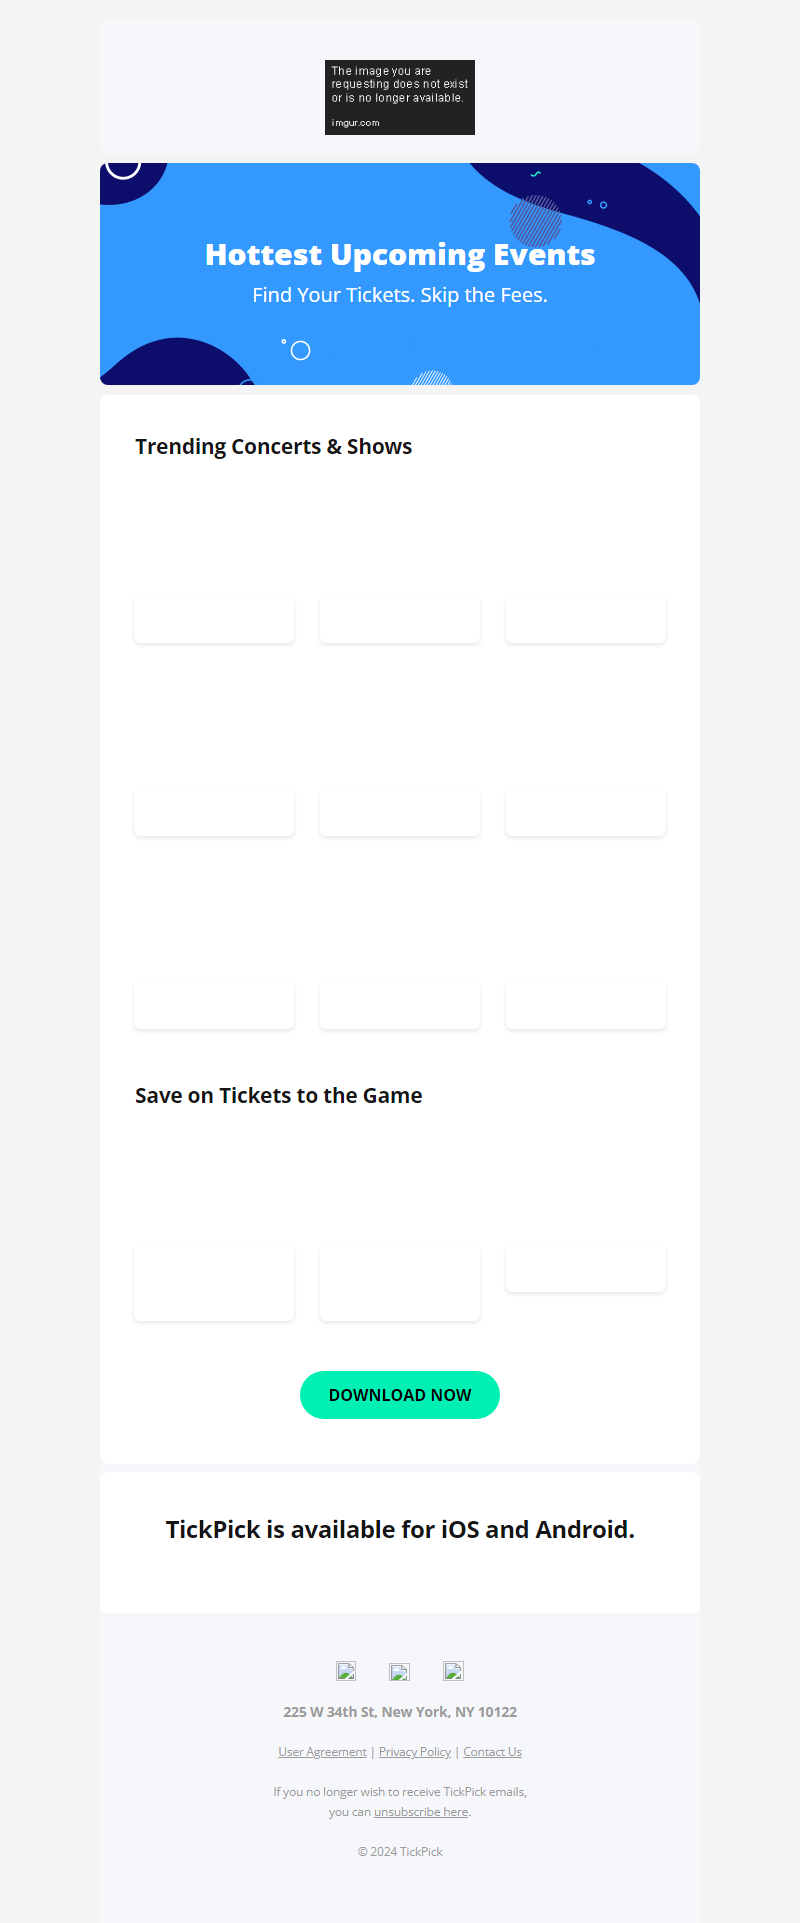 The image you are
requesting does not exist
or is no longer available.
imgur.com
Hottest Upcoming Events
Find Your Tickets. Skip the Fees.
Trending Concerts & Shows
Save on Tickets to the Game
DOWNLOAD NOW
TickPick is available for iOS and Android.
225 W 34th St, New York, NY 10122
User Agreement | Privacy Policy | Contact Us
If you no longer wish to receive TickPick emails,
you can unsubscribe here.
© 2024 TickPick